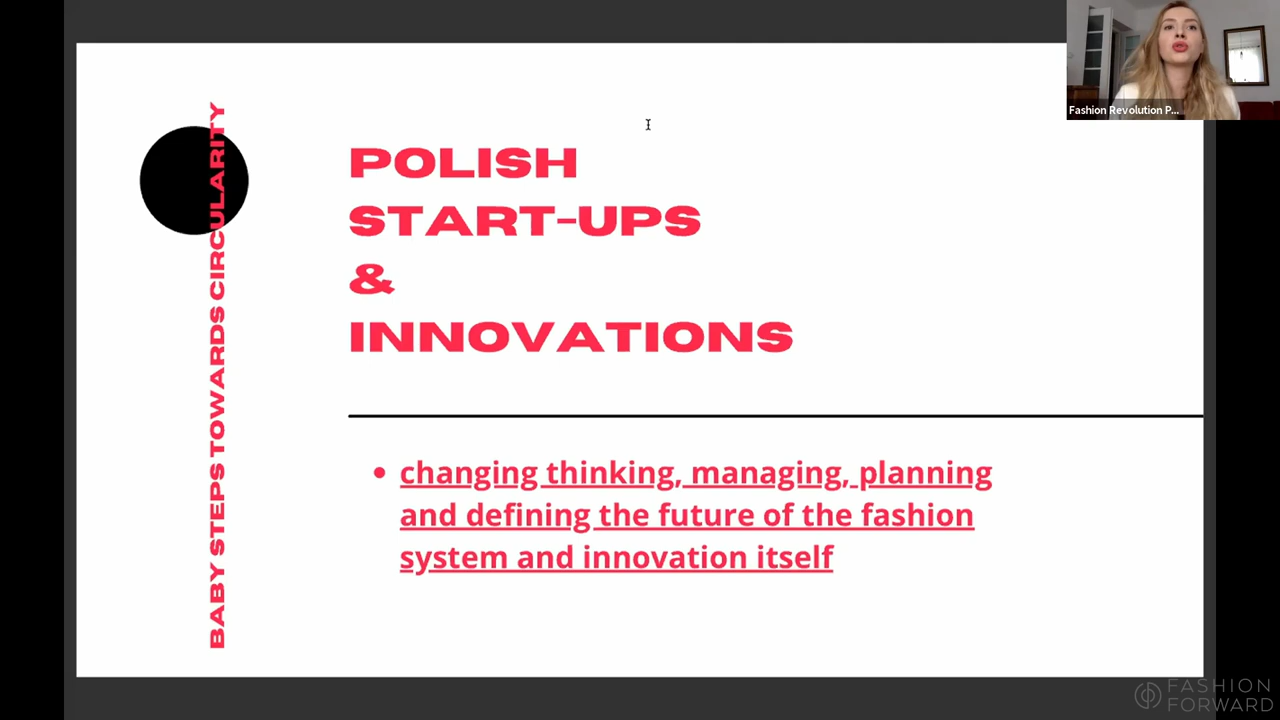 Fashion Revolution P...
BABY STEPS TOWARDS CIRCULARITY
POLISH
START-UPS
&
INNOVATIONS
changing thinking, managing, planning
and defining the future of the fashion
system and innovation itself
FASHION
FORWARD